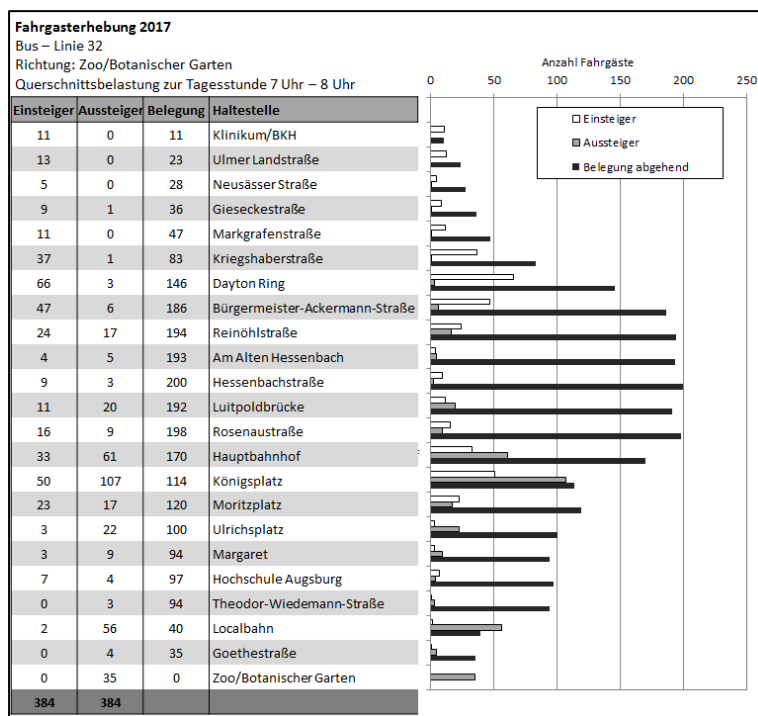 Fahrgasterhebung 2017
Bus – Linie 32
Richtung: Zoo/Botanischer Garten
Querschnittsbelastung zur Tagesstunde 7 Uhr – 8 Uhr
Einsteiger Aussteiger Belegung Haltestelle
11 0 11 Klinikum/BKH
13 0 23 Ulmer Landstraße
5 0 28 Neusässer Straße
9 1 36 Gieseckestraße
11 0 47 Markgrafenstraße
37 1 83 Kriegshaberstraße
66 3 146 Dayton Ring
47 6 186 Bürgermeister-Ackermann-Straße
24 17 194 Reinöhlstraße
4 5 193 Am Alten Hessenbach
9 3 200 Hessenbachstraße
11 20 192 Luitpoldbrücke
16 9 198 Rosenaustraße
33 61 170 Hauptbahnhof
50 107 114 Königsplatz
23 17 120 Moritzplatz
3 22 100 Ulrichsplatz
3 9 94 Margaret
7 4 97 Hochschule Augsburg
0 3 94 Theodor-Wiedemann-Straße
2 56 40 Localbahn
0 4 35 Goethestraße
0 35 0 Zoo/Botanischer Garten
384 384
Anzahl Fahrgäste
0 50 100 150 200 250
Einsteiger
Aussteiger
Belegung abgehend